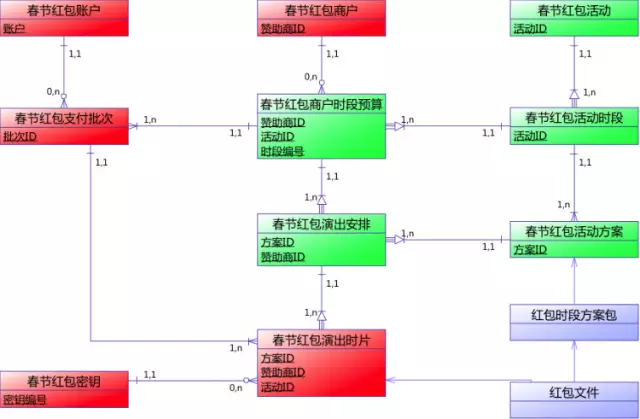 春节红包账户
账户
春节红包商户
赞助商ID
春节红包活动
活动ID
1,1
1,1
1,1
0,n
0,n
1,n
春节红包支付批次
批次ID
1,n
1,1
春节红包商户时段预算
赞助商ID
活动ID
时段编号
1,n
1,1
春节红包活动时段
活动ID
1,1
1,1
1,1
1,n
1,n
春节红包演出安排
方案ID
赞助商ID
1,n
1,1
春节红包活动方案
方案ID
1,1
1,n
红包时段方案包
1,n
春节红包演出时片
方案ID
赞助商ID
活动ID
春节红包密钥
密钥编号
1,1
0,n
红包文件